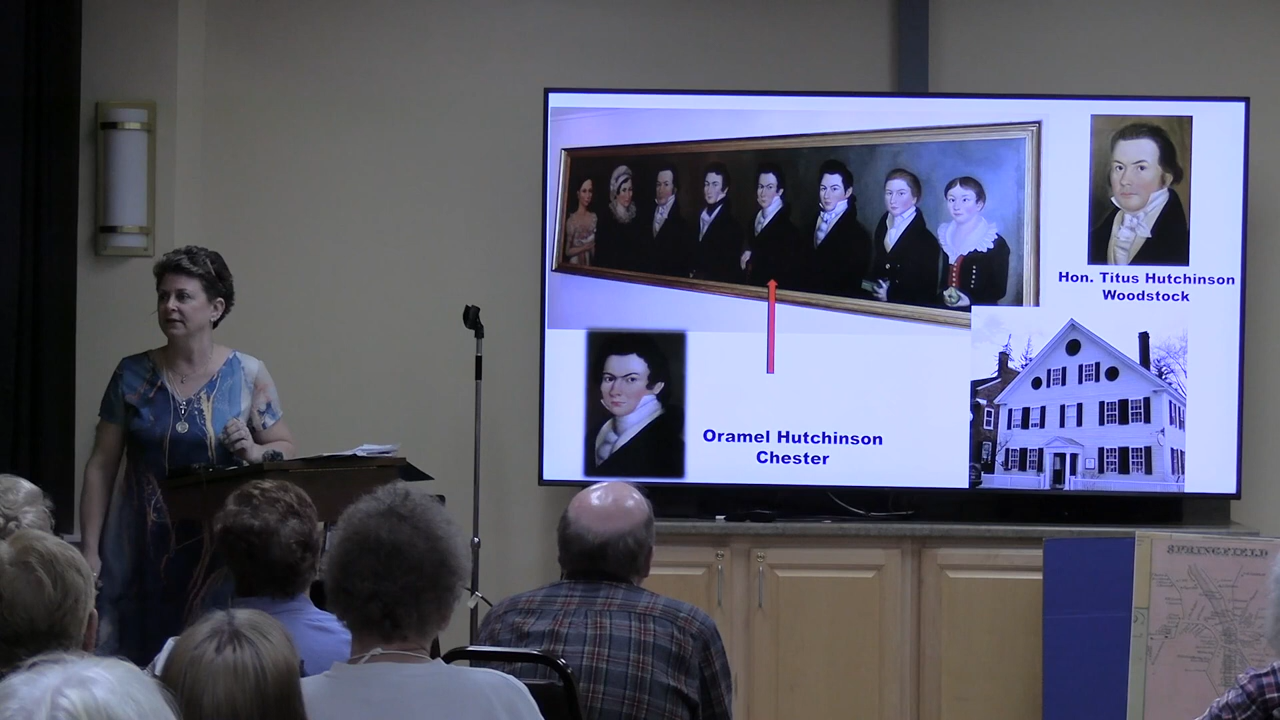 Hon. Titus Hutchinson
Woodstock
Oramel Hutchinson
Chester
SPRINGFIELD